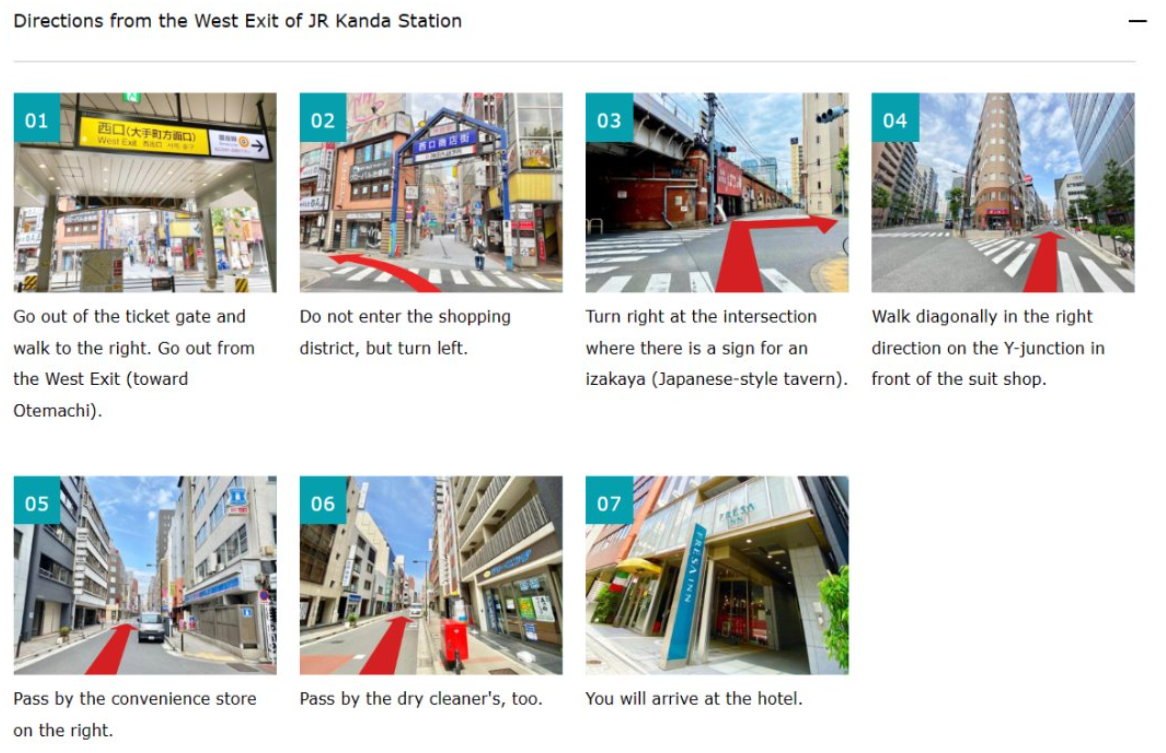 Directions from the West Exit of JR Kanda Station
01
西口(大手町方面口)
West Exit
02
西口商店街
03
04
Go out of the ticket gate and
walk to the right. Go out from
the West Exit (toward
Otemachi).
Do not enter the shopping
district, but turn left.
Turn right at the intersection
where there is a sign for an
izakaya (Japanese-style tavern).
Walk diagonally in the right
direction on the Y-junction in
front of the suit shop.
05
06
07
FRESA
INN
FRESA INN
Pass by the convenience store
on the right.
Pass by the dry cleaner's, too.
You will arrive at the hotel.